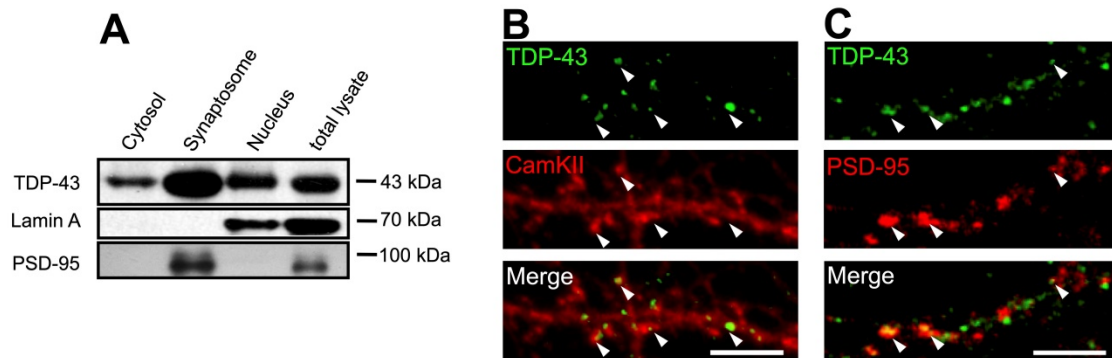 A
Cytosol
Synaptosome
Nucleus
total lysate
TDP-43
43 kDa
Lamin A
70 kDa
PSD-95
100 kDa
B
TDP-43
CamKII
Merge
C
TDP-43
PSD-95
Merge